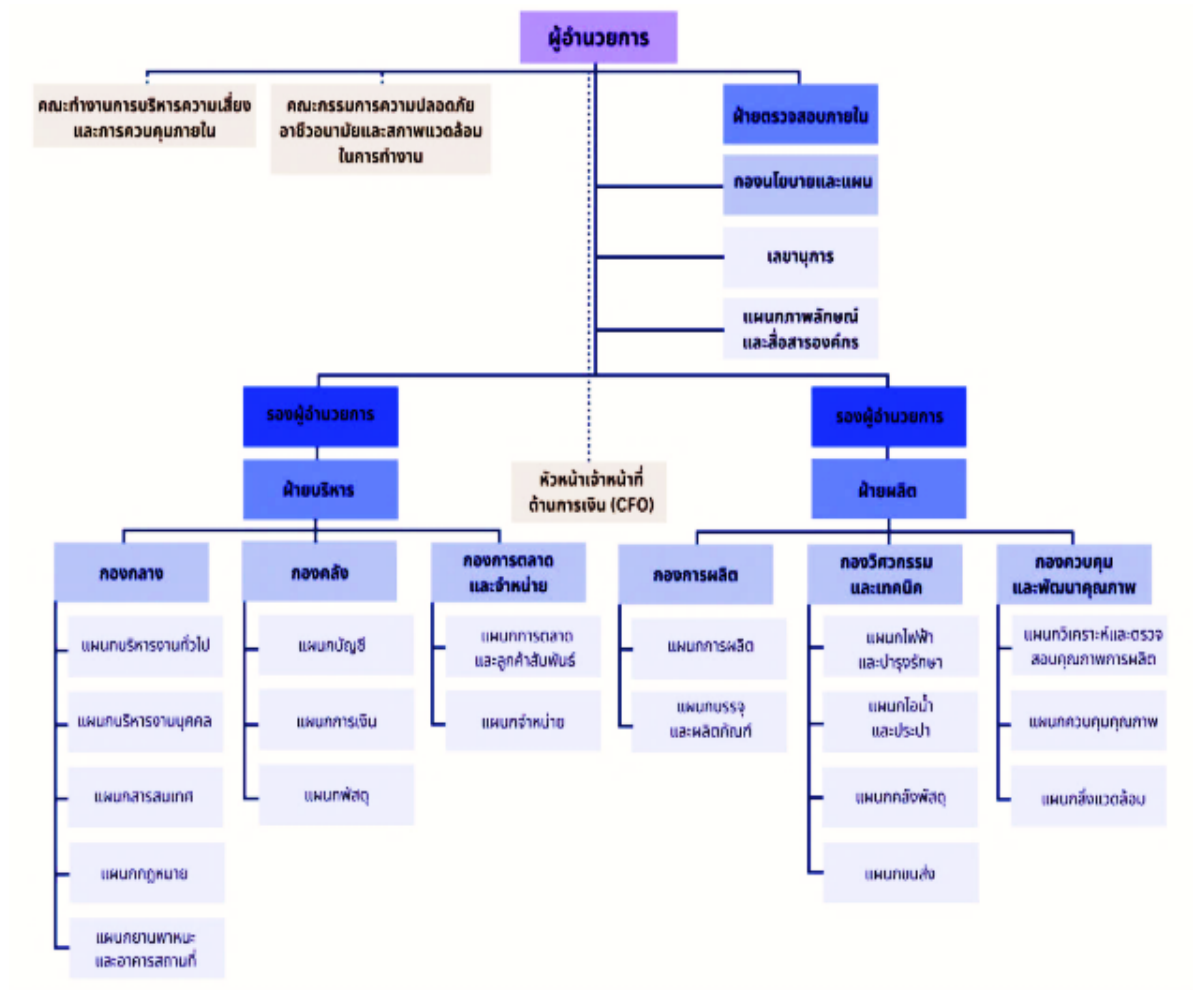 ผู้อำนวยการ
คณะทำงานการบริหารความเสี่ยง
และการควบคุมภายใน
คณะกรรมการความปลอดภัย
อาชีวอนามัยและสภาพแวดล้อม
ในการทำงาน
ฝ่ายตรวจสอบภายใน
กองนโยบายและแผน
เลขานุการ
แผนกภาพลักษณ์
และสื่อสารองค์กร
รองผู้อำนวยการ
รองผู้อำนวยการ
ฝ่ายบริหาร
หัวหน้าเจ้าหน้าที่
ด้านการเงิน (CFO)
ฝ่ายผลิต
กองกลาง
กองคลัง
กองการตลาด
และจำหน่าย
กองการผลิต
กองวิศวกรรม
และเทคนิค
กองควบคุม
และพัฒนาคุณภาพ
แผนกบริหารงานทั่วไป
แผนกบริหารงานบุคคล
แผนกสารสนเทศ
แผนกกฎหมาย
แผนกยานพาหนะ
และอาคารสถานที่
แผนกบัญชี
แผนกการเงิน
แผนกพัสดุ
แผนกการตลาด
และลูกค้าสัมพันธ์
แผนกจำหน่าย
แผนกการผลิต
แผนกบรรจุ
และผลิตภัณฑ์
แผนกไฟฟ้า
และบำรุงรักษา
แผนกไอน้ำ
และประปา
แผนกคลังพัสดุ
แผนกขนส่ง
แผนกวิเคราะห์และตรวจ
สอบคุณภาพการผลิต
แผนกควบคุมคุณภาพ
แผนกสิ่งแวดล้อม